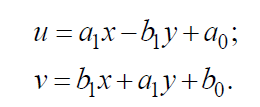 u = a₁x − b₁y + a₀;
v = b₁x + a₁y + b₀.